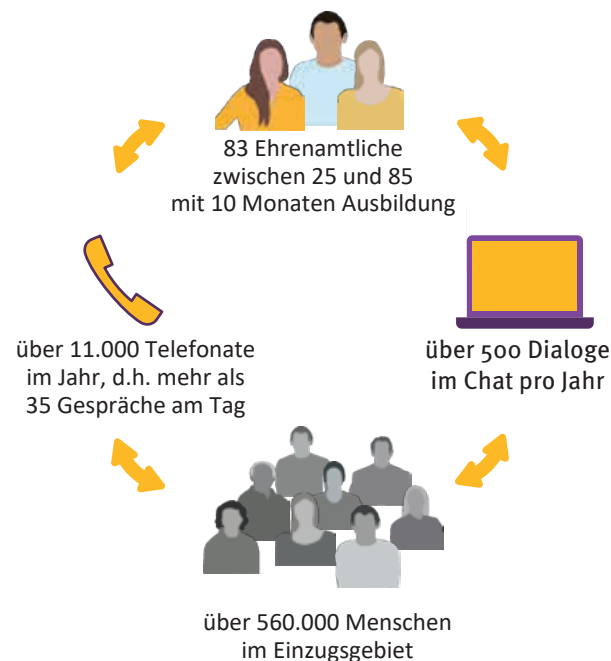 83 Ehrenamtliche
zwischen 25 und 85
mit 10 Monaten Ausbildung
über 11.000 Telefonate
im Jahr, d.h. mehr als
35 Gespräche am Tag
über 500 Dialoge
im Chat pro Jahr
über 560.000 Menschen
im Einzugsgebiet